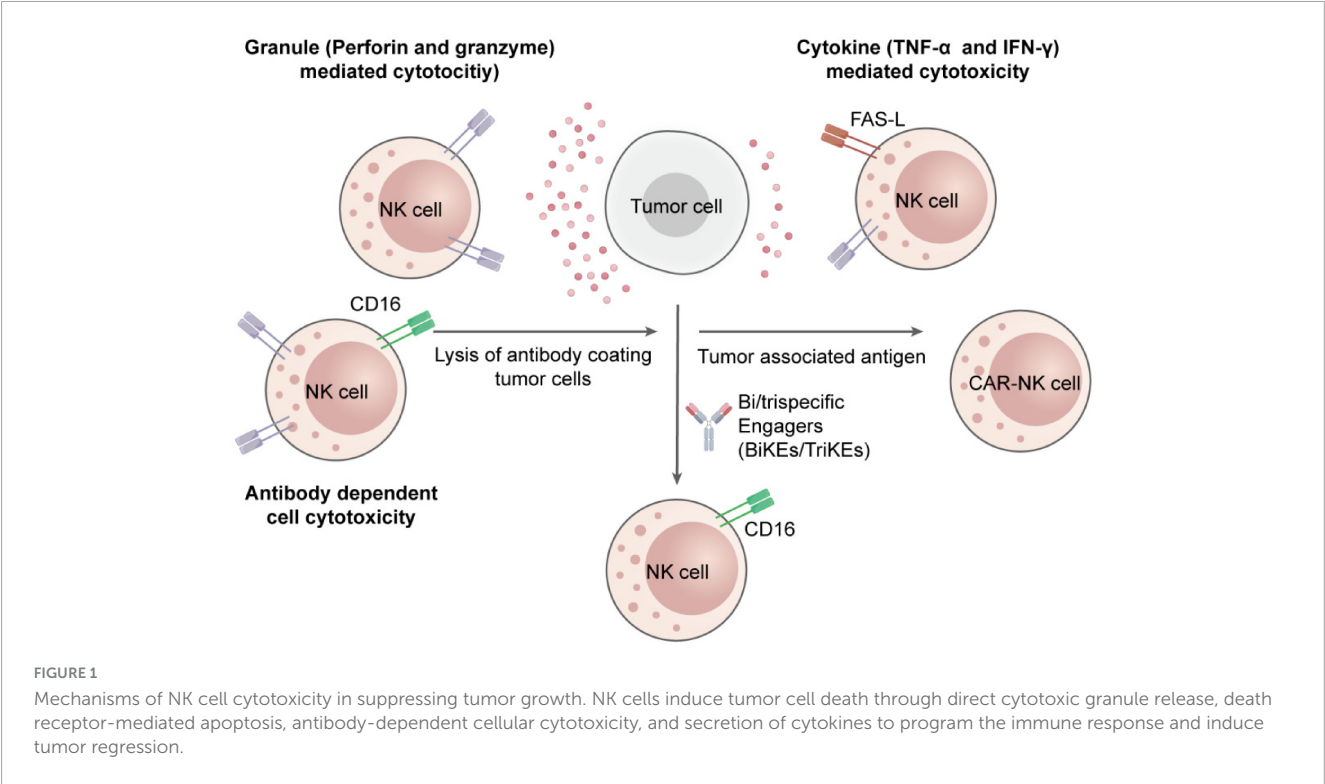 Granule (Perforin and granzyme)
mediated cytotocitiy)
Cytokine (TNF-α and IFN-γ)
mediated cytotoxicity
FAS-L
NK cell
Tumor cell
NK cell
CD16
NK cell
Lysis of antibody coating
tumor cells
Tumor associated antigen
CAR-NK cell
Bi/trispecific
Engagers
(BiKEs/TriKEs)
Antibody dependent
cell cytotoxicity
CD16
NK cell
FIGURE 1
Mechanisms of NK cell cytotoxicity in suppressing tumor growth. NK cells induce tumor cell death through direct cytotoxic granule release, death
receptor-mediated apoptosis, antibody-dependent cellular cytotoxicity, and secretion of cytokines to program the immune response and induce
tumor regression.